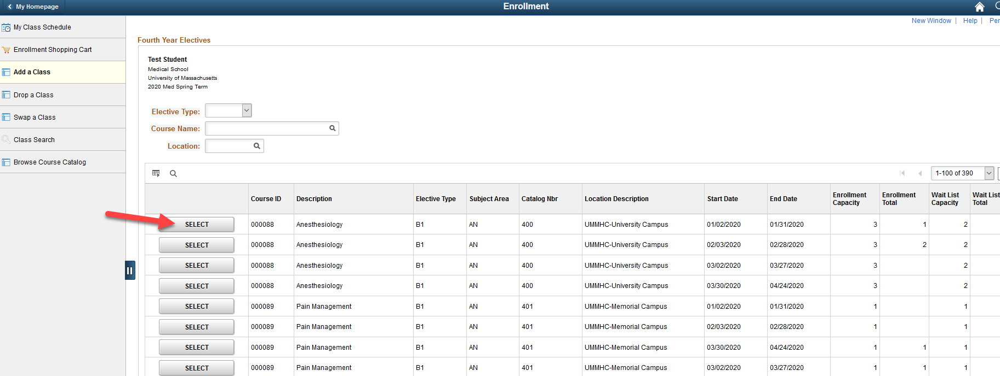 My Homepage
Enrollment
New Window | Help |
My Class Schedule
Enrollment Shopping Cart
Add a Class
Drop a Class
Swap a Class
Class Search
Browse Course Catalog
Fourth Year Electives
Test Student
Medical School
University of Massachusetts
2020 Med Spring Term
Elective Type:
Course Name:
Location:
1-100 of 390
Course ID Description Elective Type Subject Area Catalog Nbr Location Description Start Date End Date Enrollment Capacity Enrollment Total Wait List Capacity Wait List Total
SELECT 000088 Anesthesiology B1 AN 400 UMMHC-University Campus 01/02/2020 01/31/2020 3 1 2
SELECT 000088 Anesthesiology B1 AN 400 UMMHC-University Campus 02/03/2020 02/28/2020 3 2 2
SELECT 000088 Anesthesiology B1 AN 400 UMMHC-University Campus 03/02/2020 03/27/2020 3 2
SELECT 000088 Anesthesiology B1 AN 400 UMMHC-University Campus 03/30/2020 04/24/2020 3 2
SELECT 000089 Pain Management B1 AN 401 UMMHC-Memorial Campus 01/02/2020 01/31/2020 1 1
SELECT 000089 Pain Management B1 AN 401 UMMHC-Memorial Campus 02/03/2020 02/28/2020 1 1
SELECT 000089 Pain Management B1 AN 401 UMMHC-Memorial Campus 03/30/2020 04/24/2020 1 1 1
SELECT 000089 Pain Management B1 AN 401 UMMHC-Memorial Campus 03/02/2020 03/27/2020 1 1 1